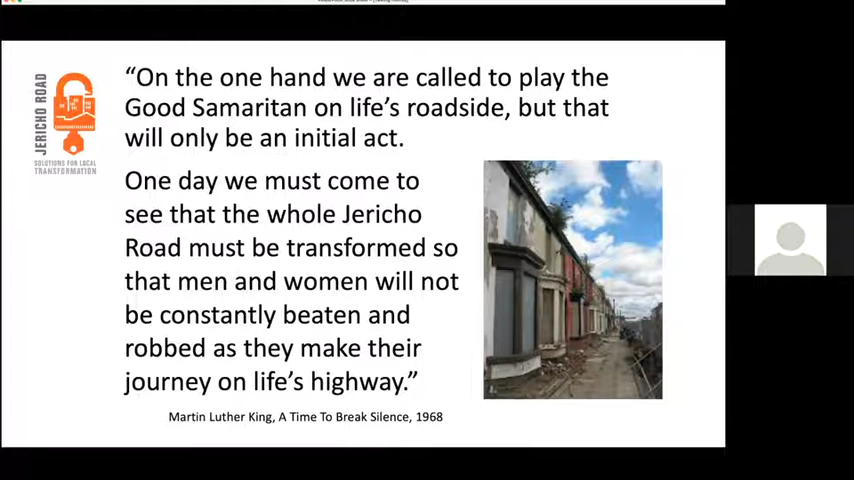 “On the one hand we are called to play the
Good Samaritan on life’s roadside, but that
will only be an initial act.
One day we must come to
see that the whole Jericho
Road must be transformed so
that men and women will not
be constantly beaten and
robbed as they make their
journey on life’s highway.”
Martin Luther King, A Time To Break Silence, 1968
JERICHO ROAD
SOLUTIONS FOR LOCAL
TRANSFORMATION